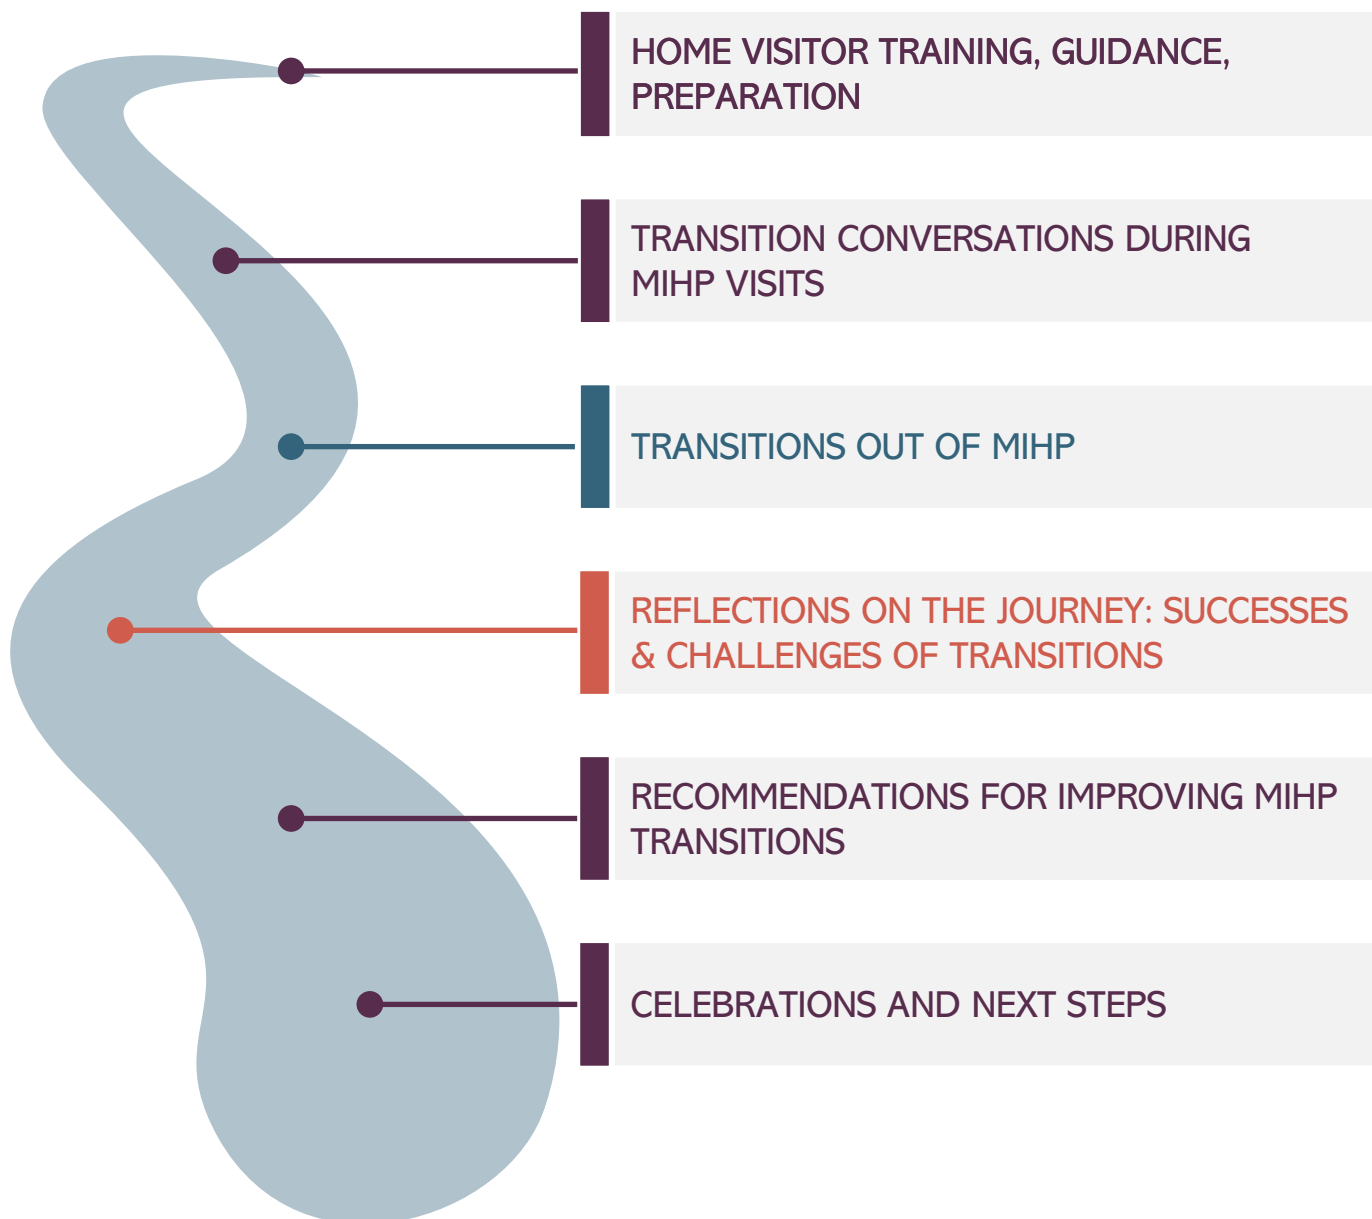 HOME VISITOR TRAINING, GUIDANCE,
PREPARATION
TRANSITION CONVERSATIONS DURING
MIHP VISITS
TRANSITIONS OUT OF MIHP
REFLECTIONS ON THE JOURNEY: SUCCESSES
& CHALLENGES OF TRANSITIONS
RECOMMENDATIONS FOR IMPROVING MIHP
TRANSITIONS
CELEBRATIONS AND NEXT STEPS